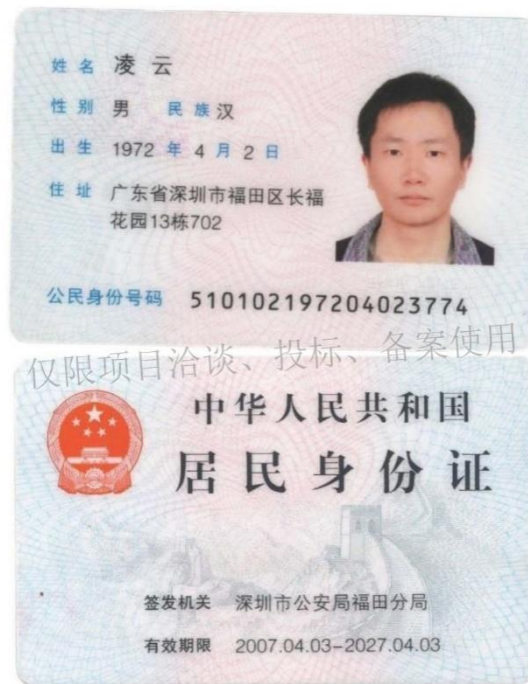 姓名 凌云
性别 男 民族 汉
出生 1972 年 4 月 2 日
住址 广东省深圳市福田区长福
花园13栋702
公民身份号码 510102197204023774
仅限项目洽谈、投标、备案使用
中华人民共和国
居民身份证
签发机关 深圳市公安局福田分局
有效期限 2007.04.03-2027.04.03